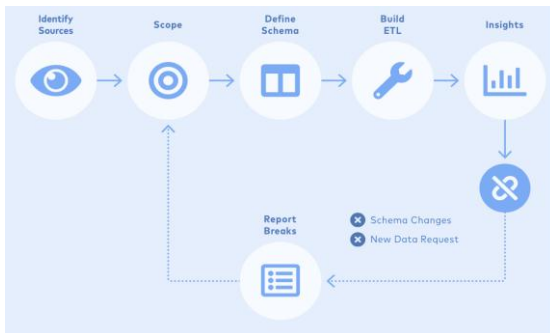 Identify
Sources
Scope
Define
Schema
Build
ETL
Insights
Report
Breaks
Schema Changes
New Data Request